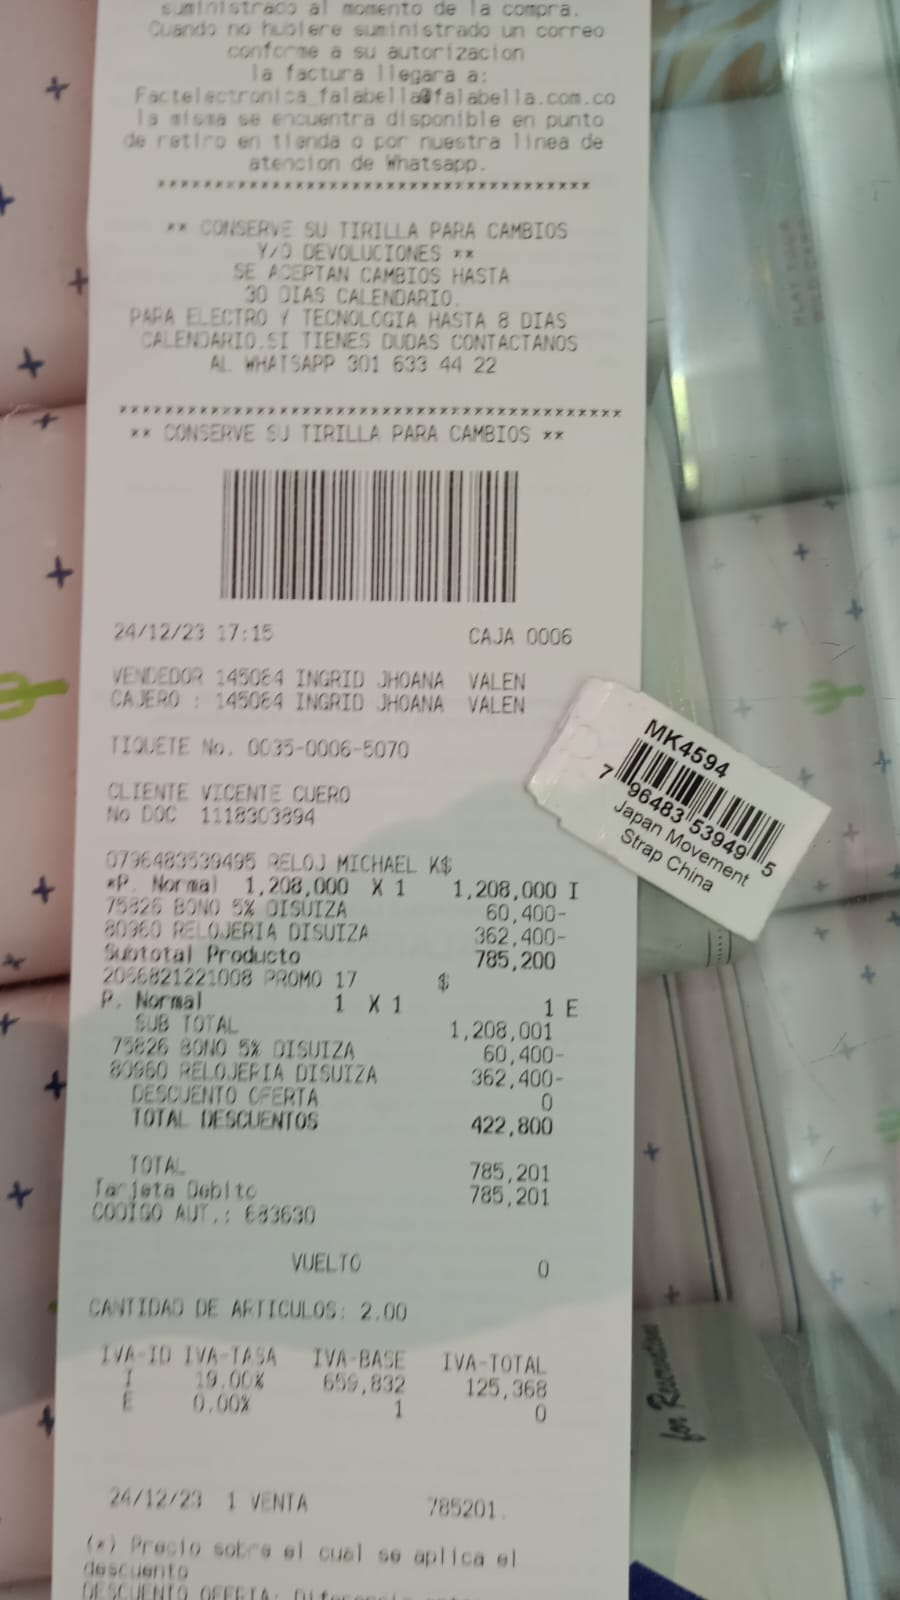 suministrado al momento de la compra.
Cuando no hubiere suministrado un correo
conforme a su autorizacion
la factura llegara a:
Factelectronica_falabella@falabella.com.co
la misma se encuentra disponible en punto
de retiro en tienda o por nuestra linea de
atencion de Whatsapp.
****************************************
** CONSERVE SU TIRILLA PARA CAMBIOS
Y/O DEVOLUCIONES **
SE ACEPTAN CAMBIOS HASTA
30 DIAS CALENDARIO.
PARA ELECTRO Y TECNOLOGIA HASTA 8 DIAS
CALENDARIO.SI TIENES DUDAS CONTACTANOS
AL WHATSAPP 301 633 44 22
********************************************
** CONSERVE SU TIRILLA PARA CAMBIOS **
24/12/23 17:15 CAJA 0006
VENDEDOR 145084 INGRID JHOANA VALEN
CAJERO : 145084 INGRID JHOANA VALEN
TIQUETE No. 0035-0006-5070
CLIENTE VICENTE CUERO
No DOC 1118303894
0796483539495 RELOJ MICHAEL K$
*P. Normal 1,208,000 X 1 1,208,000 I
75826 BONO 5% DISUIZA 60,400-
80960 RELOJERIA DISUIZA 362,400-
Subtotal Producto 785,200
2056821221008 PROMO 17 $
P. Normal 1 X 1 1 E
SUB TOTAL 1,208,001
75826 BONO 5% DISUIZA 60,400-
80960 RELOJERIA DISUIZA 362,400-
DESCUENTO OFERTA 0
TOTAL DESCUENTOS 422,800
TOTAL 785,201
Tarjeta Debito 785,201
CODIGO AUT.: 683630
VUELTO 0
CANTIDAD DE ARTICULOS: 2.00
IVA-ID IVA-TASA IVA-BASE IVA-TOTAL
I 19.00% 659,832 125,368
E 0.00% 1 0
24/12/23 1 VENTA 785201.
(*) Precio sobre el cual se aplica el
descuento
DESCUENTO OFERTA:
MK4594
7 96483 53949 5
Japan Movement
Strap China
for